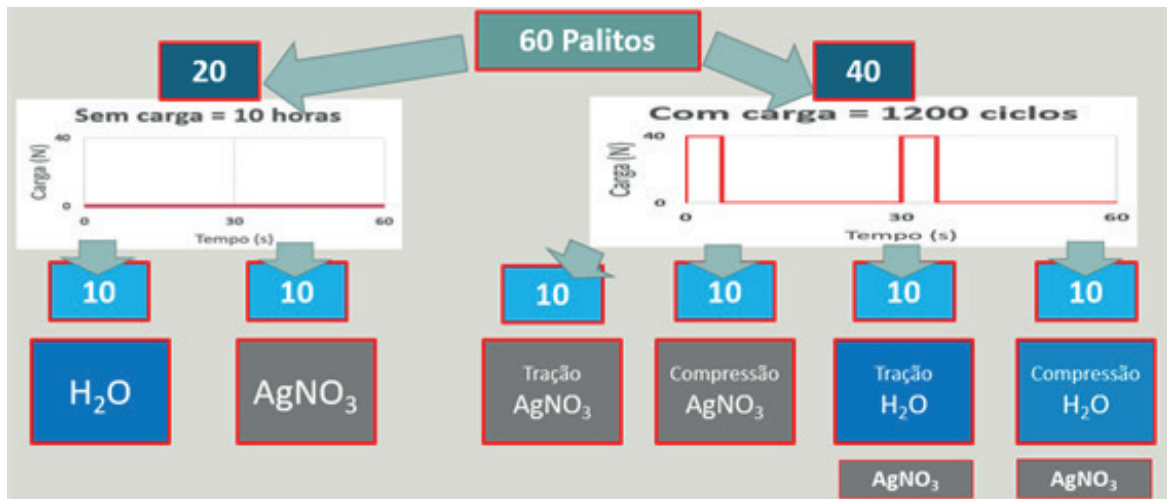 60 Palitos
20
40
Sem carga = 10 horas
40
Carga (N)
0
0 30 60
Tempo (s)
Com carga = 1200 ciclos
40
Carga (N)
0
0 30 60
Tempo (s)
10
10
10
10
10
10
H₂O
AgNO₃
Tração
AgNO₃
Compressão
AgNO₃
Tração
H₂O
Compressão
H₂O
AgNO₃
AgNO₃